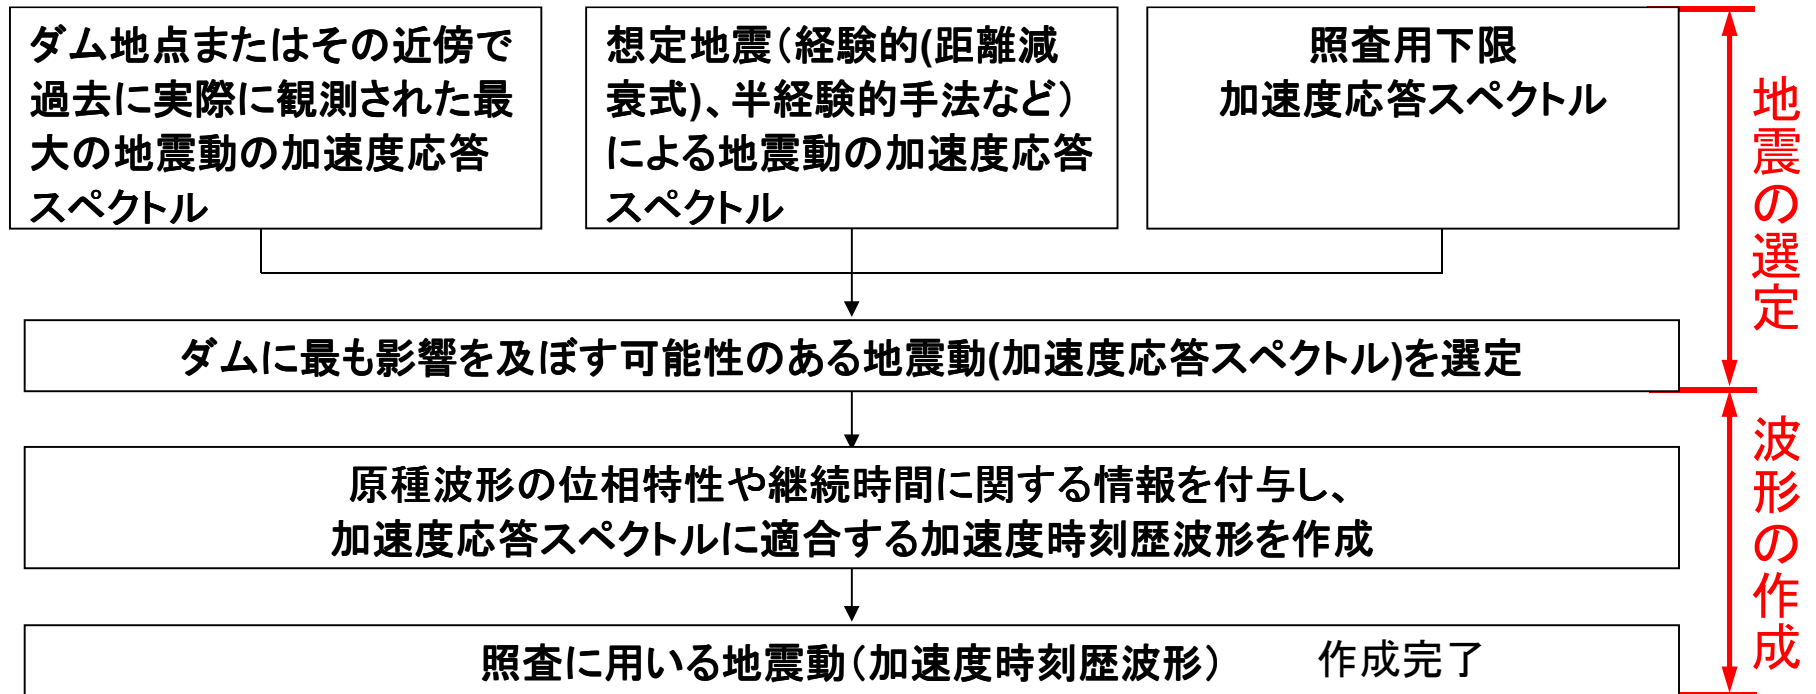 ダム地点またはその近傍で
過去に実際に観測された最
大の地震動の加速度応答
スペクトル
想定地震（経験的(距離減
衰式)、半経験的手法など）
による地震動の加速度応答
スペクトル
照査用下限
加速度応答スペクトル
地震の選定
ダムに最も影響を及ぼす可能性のある地震動(加速度応答スペクトル)を選定
原種波形の位相特性や継続時間に関する情報を付与し、
加速度応答スペクトルに適合する加速度時刻歴波形を作成
波形の作成
照査に用いる地震動（加速度時刻歴波形） 作成完了